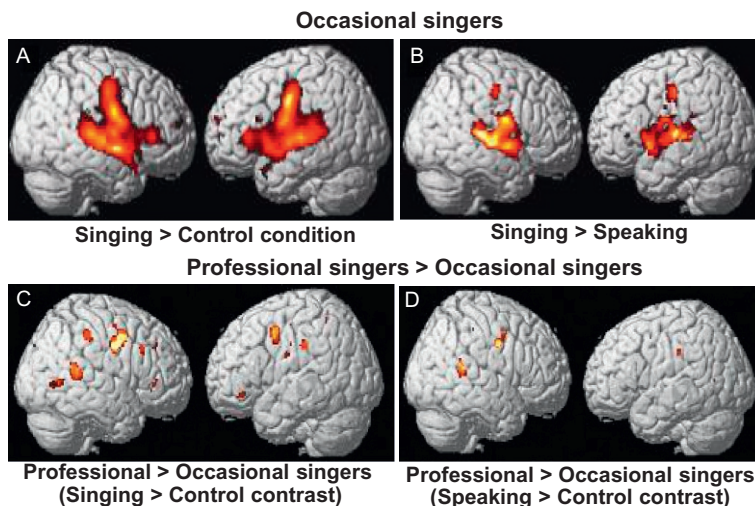 Occasional singers
A
B
Singing > Control condition
Singing > Speaking
Professional singers > Occasional singers
C
D
Professional > Occasional singers
(Singing > Control contrast)
Professional > Occasional singers
(Speaking > Control contrast)